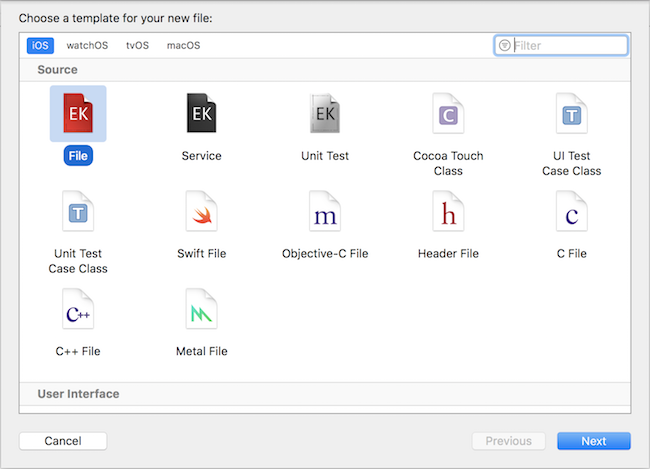 Choose a template for your new file:
iOS watchOS tvOS macOS Filter
Source
EK EK EK C T
File Service Unit Test Cocoa Touch Class UI Test Case Class
T m h c
Unit Test Case Class Swift File Objective-C File Header File C File
C++
C++ File Metal File
User Interface
Cancel Previous Next